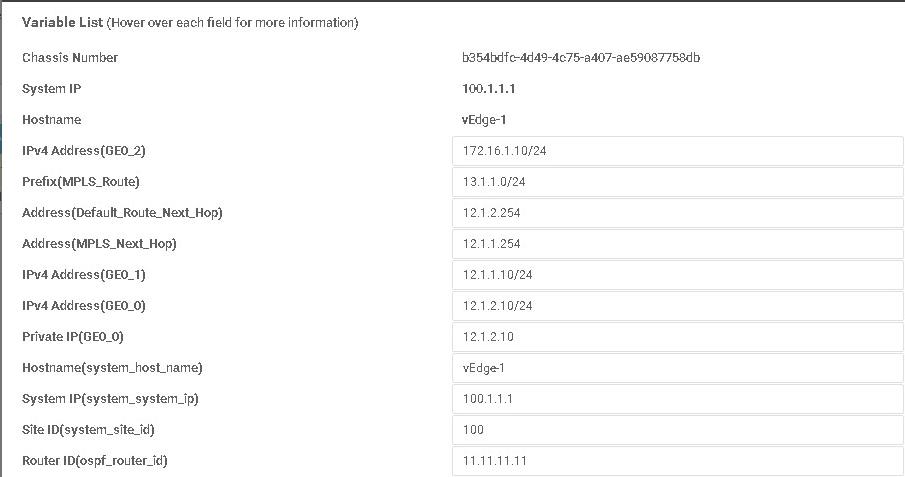 Variable List (Hover over each field for more information)
Chassis Number b354bdfc-4d49-4c75-a407-ae59087758db
System IP 100.1.1.1
Hostname vEdge-1
IPv4 Address(GE0_2) 172.16.1.10/24
Prefix(MPLS_Route) 13.1.1.0/24
Address(Default_Route_Next_Hop) 12.1.2.254
Address(MPLS_Next_Hop) 12.1.1.254
IPv4 Address(GE0_1) 12.1.1.10/24
IPv4 Address(GE0_0) 12.1.2.10/24
Private IP(GE0_0) 12.1.2.10
Hostname(system_host_name) vEdge-1
System IP(system_system_ip) 100.1.1.1
Site ID(system_site_id) 100
Router ID(ospf_router_id) 11.11.11.11